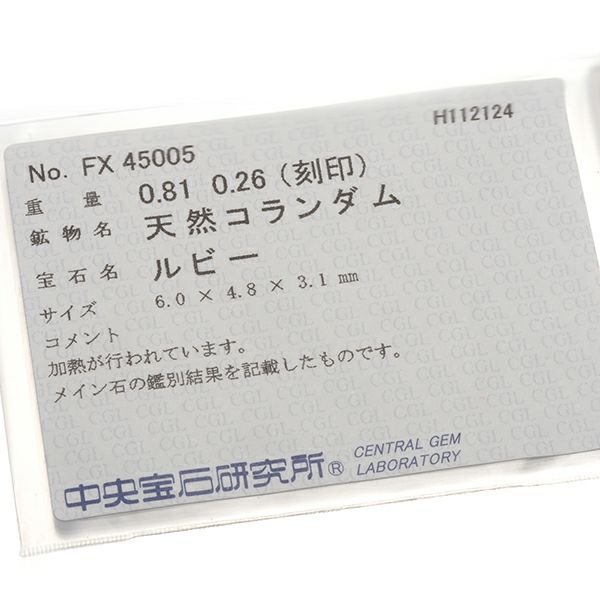 H112124
No. FX 45005
重量 0.81 0.26 (刻印)
鉱物名 天然コランダム
宝石名 ルビー
サイズ 6.0 × 4.8 × 3.1 mm
コメント
加熱が行われています。
メイン石の鑑別結果を記載したものです。
中央宝石研究所® CENTRAL GEM
LABORATORY